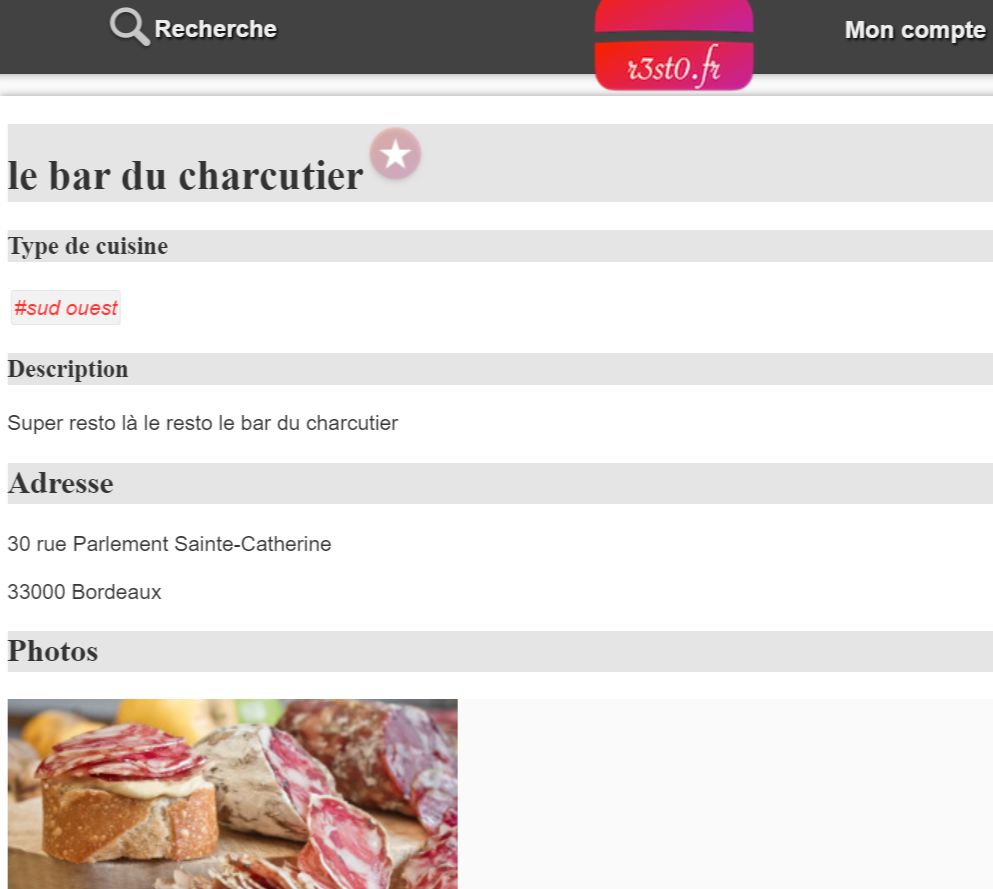 Recherche
r3st0.fr
Mon compte
le bar du charcutier
Type de cuisine
#sud ouest
Description
Super resto là le resto le bar du charcutier
Adresse
30 rue Parlement Sainte-Catherine
33000 Bordeaux
Photos